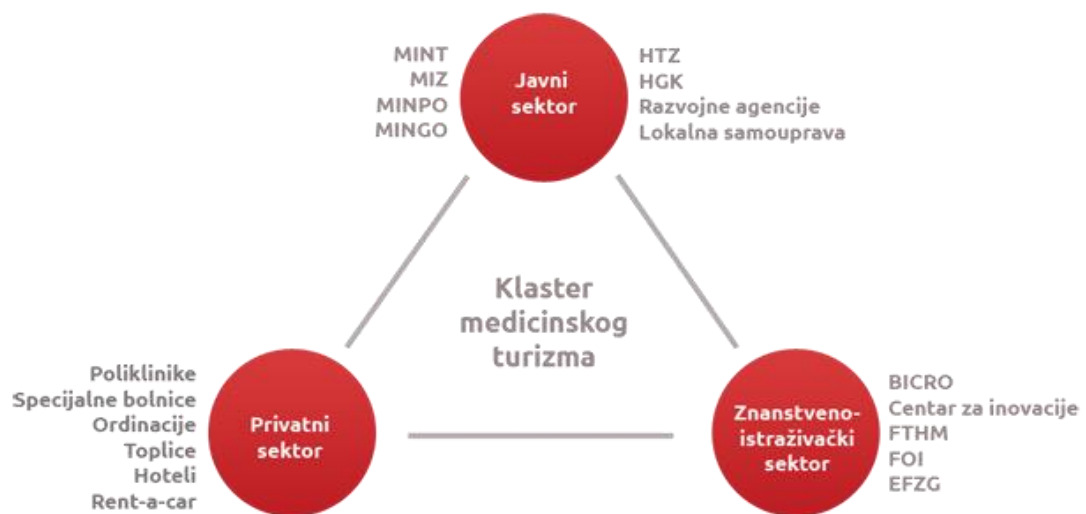 MINT
MIZ
MINPO
MINGO
Javni
sektor
HTZ
HGK
Razvojne agencije
Lokalna samouprava
Klaster
medicinskog
turizma
Poliklinike
Specijalne bolnice
Ordinacije
Toplice
Hoteli
Rent-a-car
Privatni
sektor
Znanstveno-
istraživački
sektor
BICRO
Centar za inovacije
FTHM
FOI
EFZG